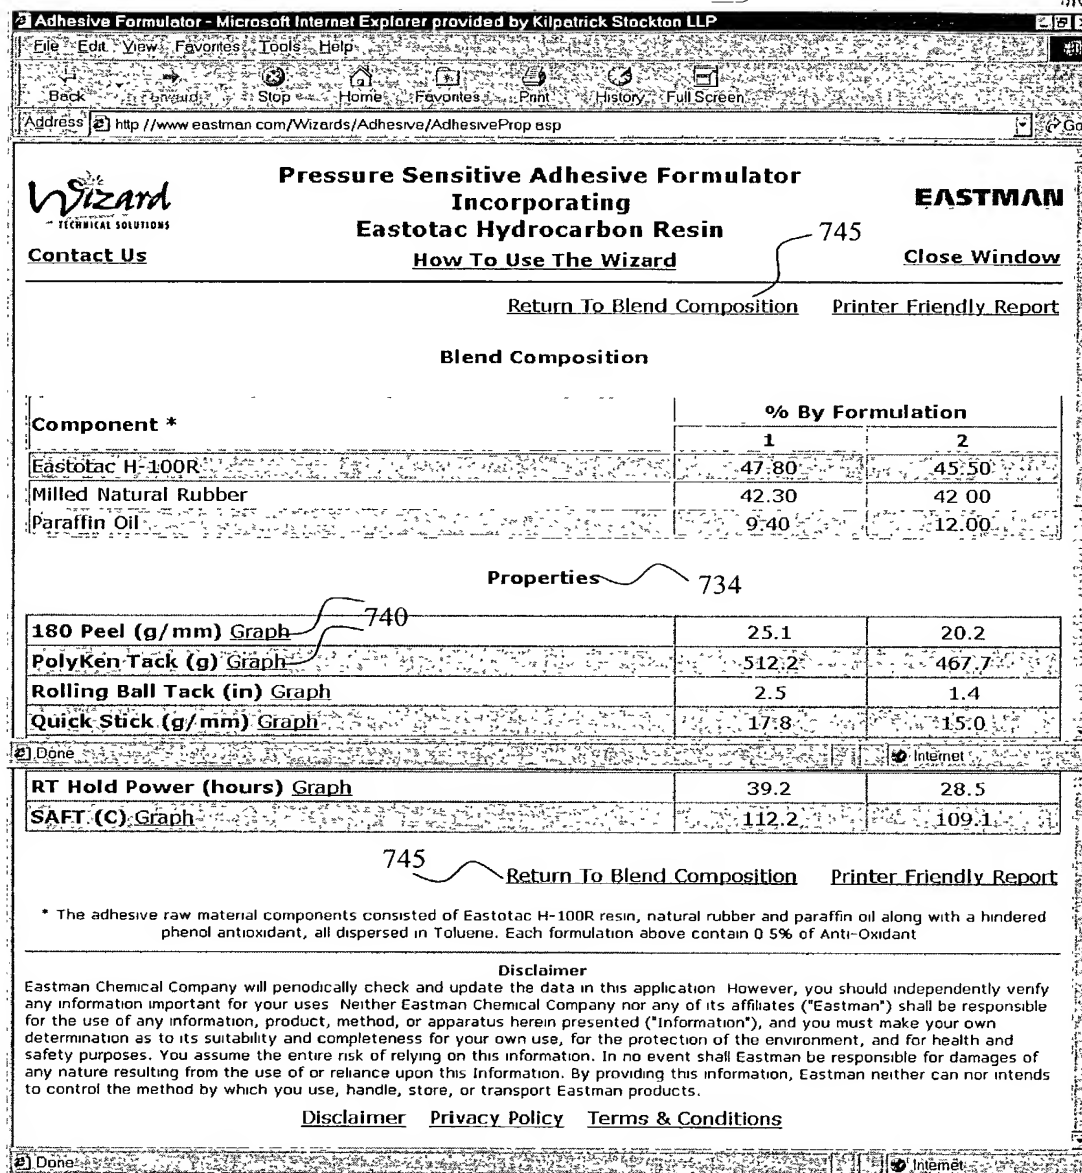 Adhesive Formulator - Microsoft Internet Explorer provided by Kilpatrick Stockton LLP
File Edit View Favorites Tools Help
Back Forward Stop Home Favorites Print History Full Screen
Address http //www eastman com/Wizards/Adhesive/AdhesiveProp asp Go
Wizard
TECHNICAL SOLUTIONS
Pressure Sensitive Adhesive Formulator
Incorporating
Eastotac Hydrocarbon Resin
EASTMAN
745
Contact Us How To Use The Wizard Close Window
Return To Blend Composition Printer Friendly Report
Blend Composition
Component * % By Formulation
1 2
Eastotac H-100R 47.80 45.50
Milled Natural Rubber 42.30 42 00
Paraffin Oil 9.40 12.00
Properties 734
740
180 Peel (g/mm) Graph 25.1 20.2
PolyKen Tack (g) Graph 512.2 467.7
Rolling Ball Tack (in) Graph 2.5 1.4
Quick Stick (g/mm) Graph 17.8 15.0
Done Internet
RT Hold Power (hours) Graph 39.2 28.5
SAFT (C) Graph 112.2 109.1
745
Return To Blend Composition Printer Friendly Report
* The adhesive raw material components consisted of Eastotac H-100R resin, natural rubber and paraffin oil along with a hindered
phenol antioxidant, all dispersed in Toluene. Each formulation above contain 0 5% of Anti-Oxidant
Disclaimer
Eastman Chemical Company will periodically check and update the data in this application However, you should independently verify
any information important for your uses Neither Eastman Chemical Company nor any of its affiliates ("Eastman") shall be responsible
for the use of any information, product, method, or apparatus herein presented ("Information"), and you must make your own
determination as to its suitability and completeness for your own use, for the protection of the environment, and for health and
safety purposes. You assume the entire risk of relying on this information. In no event shall Eastman be responsible for damages of
any nature resulting from the use of or reliance upon this Information. By providing this information, Eastman neither can nor intends
to control the method by which you use, handle, store, or transport Eastman products.
Disclaimer Privacy Policy Terms & Conditions
Done Internet